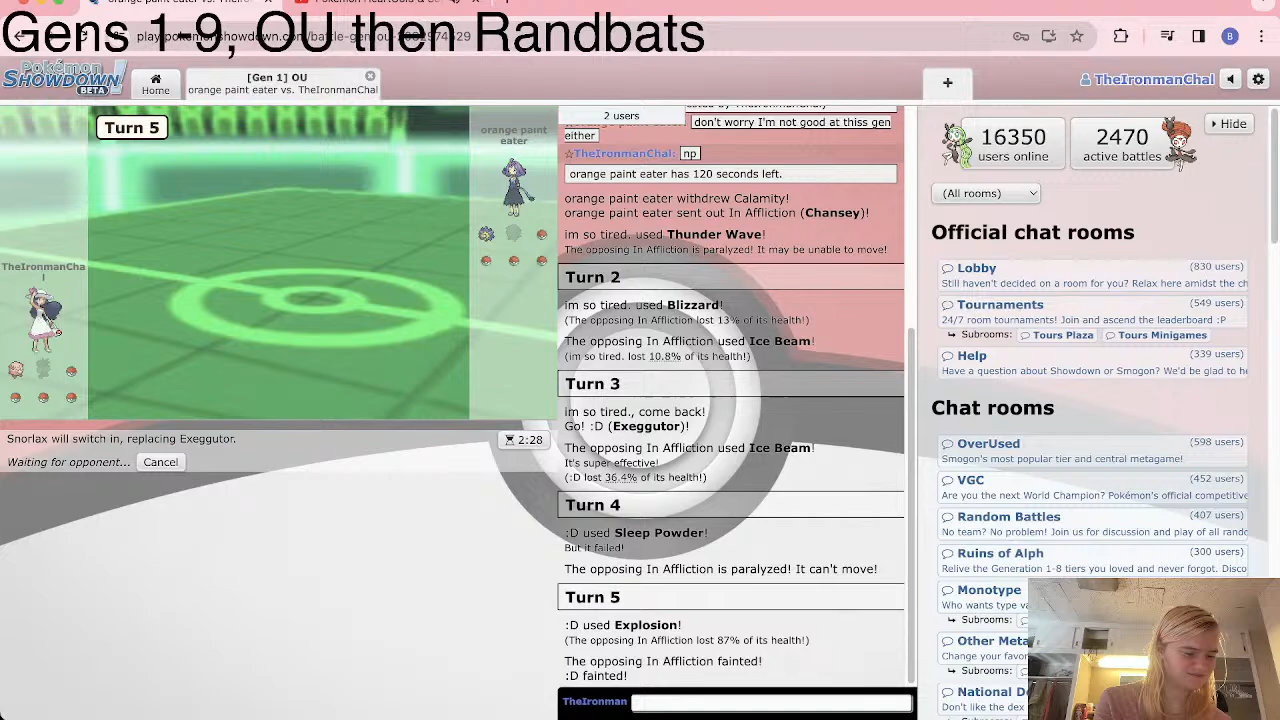 Gens 1-9, OU then Randbats
Pokémon
SHOWDOWN!
BETA
Home
[Gen 1] OU
orange paint eater vs. TheIronmanChal
+
TheIronmanChal
Turn 5
orange paint
eater
TheIronmanCha
l
Snorlax will switch in, replacing Exeggutor.
2:28
Waiting for opponent...
Cancel
2 users
don't worry I'm not good at thiss gen
either
☆TheIronmanChal: np
orange paint eater has 120 seconds left.
orange paint eater withdrew Calamity!
orange paint eater sent out In Affliction (Chansey)!
im so tired. used Thunder Wave!
The opposing In Affliction is paralyzed! It may be unable to move!
Turn 2
im so tired. used Blizzard!
(The opposing In Affliction lost 13% of its health!)
The opposing In Affliction used Ice Beam!
(im so tired. lost 10.8% of its health!)
Turn 3
im so tired., come back!
Go! :D (Exeggutor)!
The opposing In Affliction used Ice Beam!
It's super effective!
(:D lost 36.4% of its health!)
Turn 4
:D used Sleep Powder!
But it failed!
The opposing In Affliction is paralyzed! It can't move!
Turn 5
:D used Explosion!
(The opposing In Affliction lost 87% of its health!)
The opposing In Affliction fainted!
:D fainted!
TheIronman
16350
users online
2470
active battles
Hide
(All rooms)
Official chat rooms
Lobby
(830 users)
Still haven't decided on a room for you? Relax here amidst the ch
Tournaments
(549 users)
24/7 room tournaments! Join and ascend the leaderboard :P
Subrooms: Tours Plaza Tours Minigames
Help
(339 users)
Have a question about Showdown or Smogon? We'd be glad to he
Chat rooms
OverUsed
(598 users)
Smogon's most popular tier and central metagame!
VGC
(452 users)
Are you the next World Champion? Pokémon's official competitive
Random Battles
(407 users)
No team? No problem! Join us for discussion and play of all rando
Ruins of Alph
(300 users)
Relive the Generation 1-8 tiers you loved and never forgot. Disco
Monotype
Who wants type va
Subrooms:
Other Meta
Change your favor
Subrooms:
National De
Don't like the dex